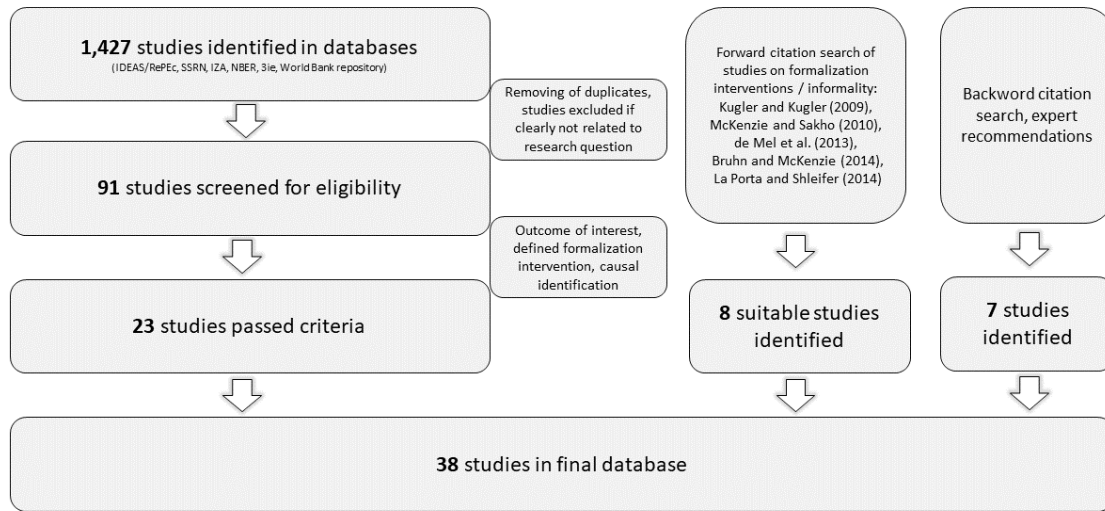 1,427 studies identified in databases
(IDEAS/RePEc, SSRN, IZA, NBER, 3ie, World Bank repository)
Removing of duplicates,
studies excluded if
clearly not related to
research question
91 studies screened for eligibility
Outcome of interest,
defined formalization
intervention, causal
identification
23 studies passed criteria
Forward citation search of
studies on formalization
interventions / informality:
Kugler and Kugler (2009),
McKenzie and Sakho (2010),
de Mel et al. (2013),
Bruhn and McKenzie (2014),
La Porta and Shleifer (2014)
8 suitable studies
identified
Backword citation
search, expert
recommendations
7 studies
identified
38 studies in final database